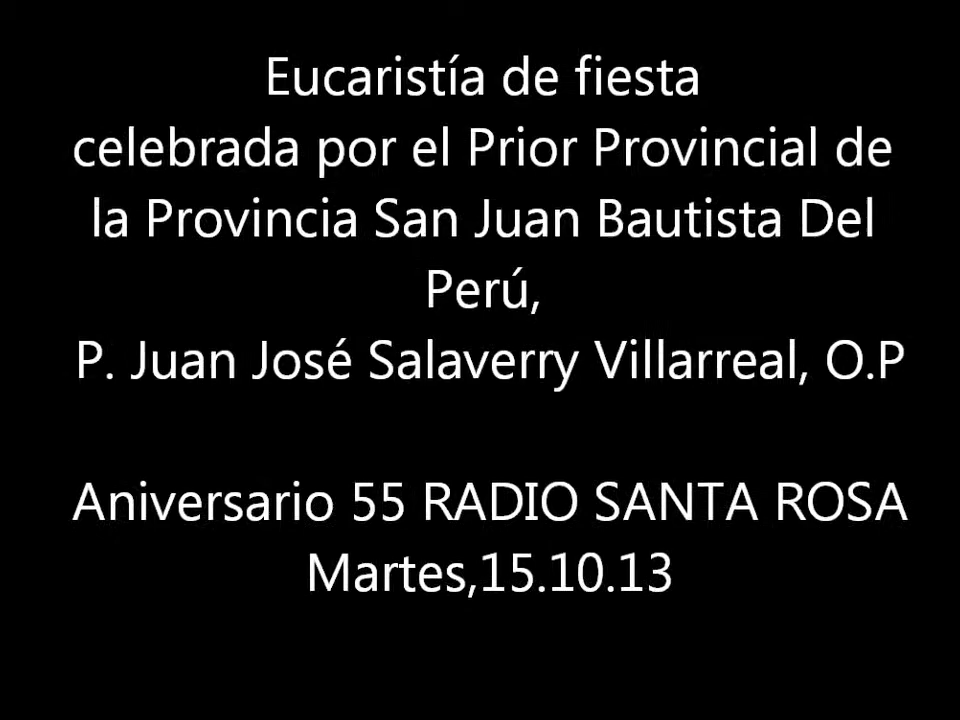 Eucaristía de fiesta
celebrada por el Prior Provincial de
la Provincia San Juan Bautista Del
Perú,
P. Juan José Salaverry Villarreal, O.P
Aniversario 55 RADIO SANTA ROSA
Martes,15.10.13